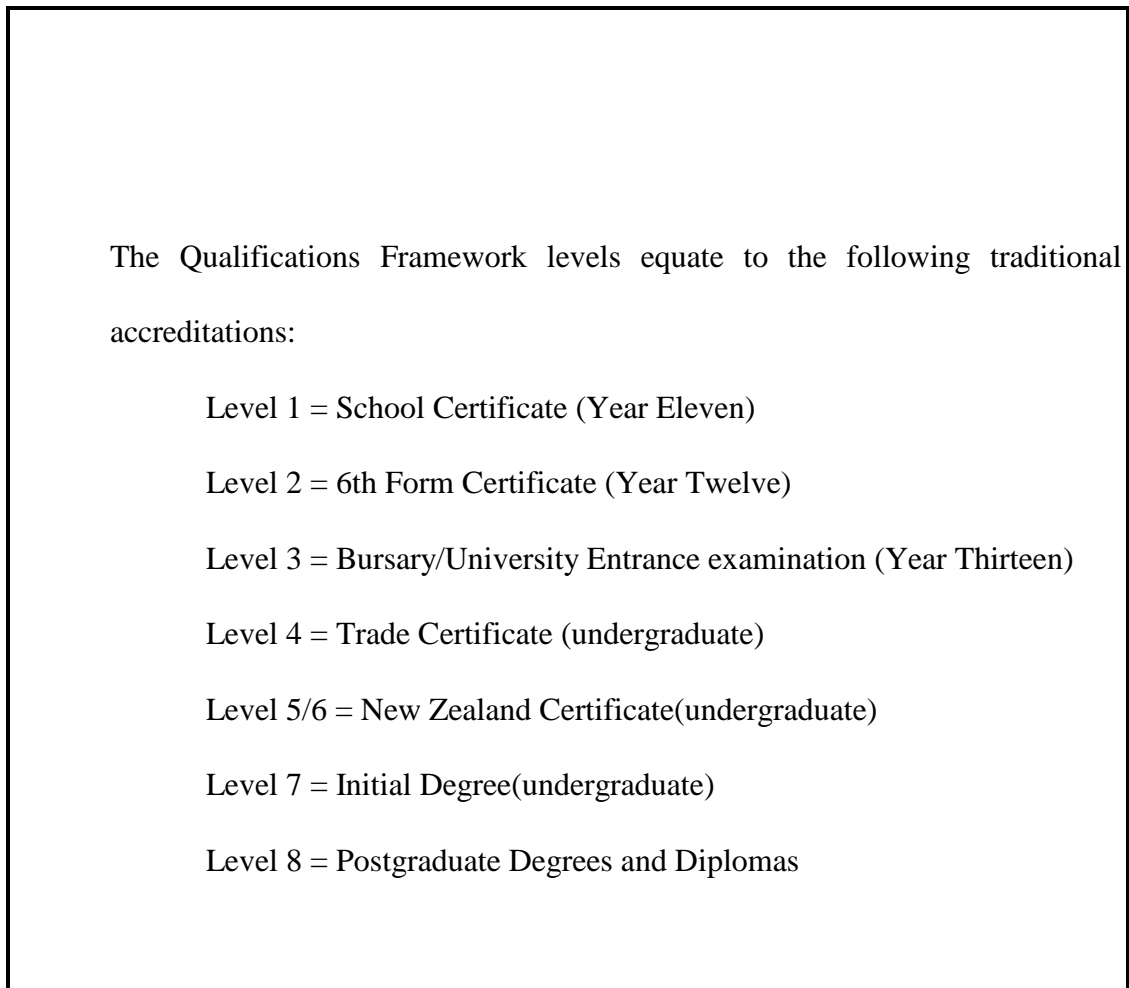 The Qualifications Framework levels equate to the following traditional
accreditations:
Level 1 = School Certificate (Year Eleven)
Level 2 = 6th Form Certificate (Year Twelve)
Level 3 = Bursary/University Entrance examination (Year Thirteen)
Level 4 = Trade Certificate (undergraduate)
Level 5/6 = New Zealand Certificate(undergraduate)
Level 7 = Initial Degree(undergraduate)
Level 8 = Postgraduate Degrees and Diplomas